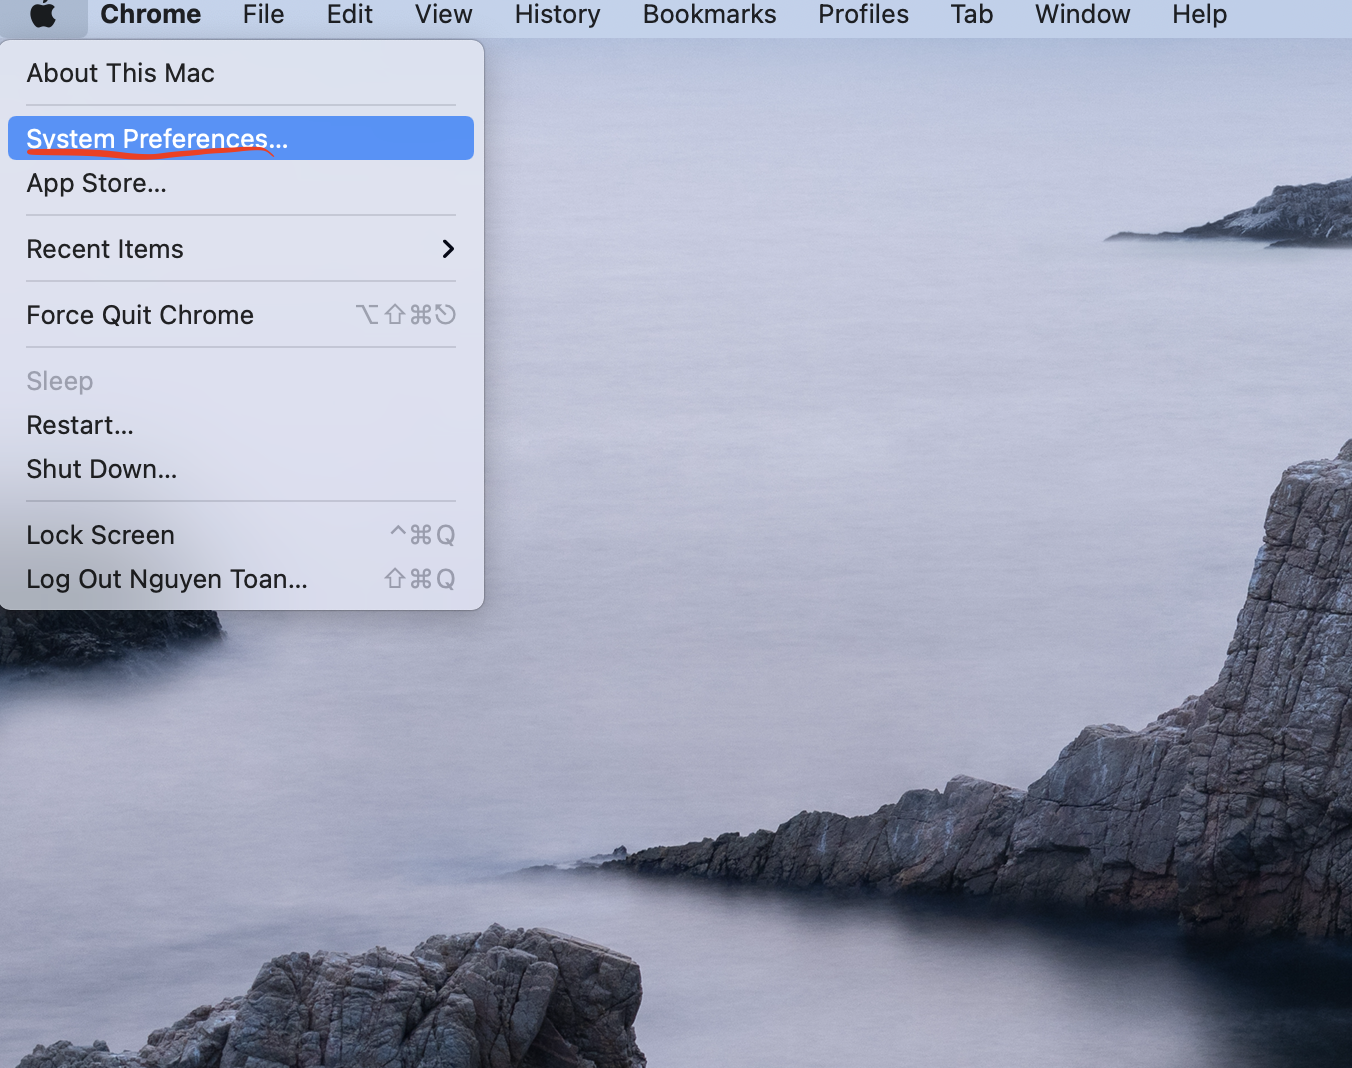 Chrome File Edit View History Bookmarks Profiles Tab Window Help
About This Mac
System Preferences...
App Store...
Recent Items
Force Quit Chrome ⌥⇧⌘⎋
Sleep
Restart...
Shut Down...
Lock Screen ^⌘Q
Log Out Nguyen Toan... ⇧⌘Q